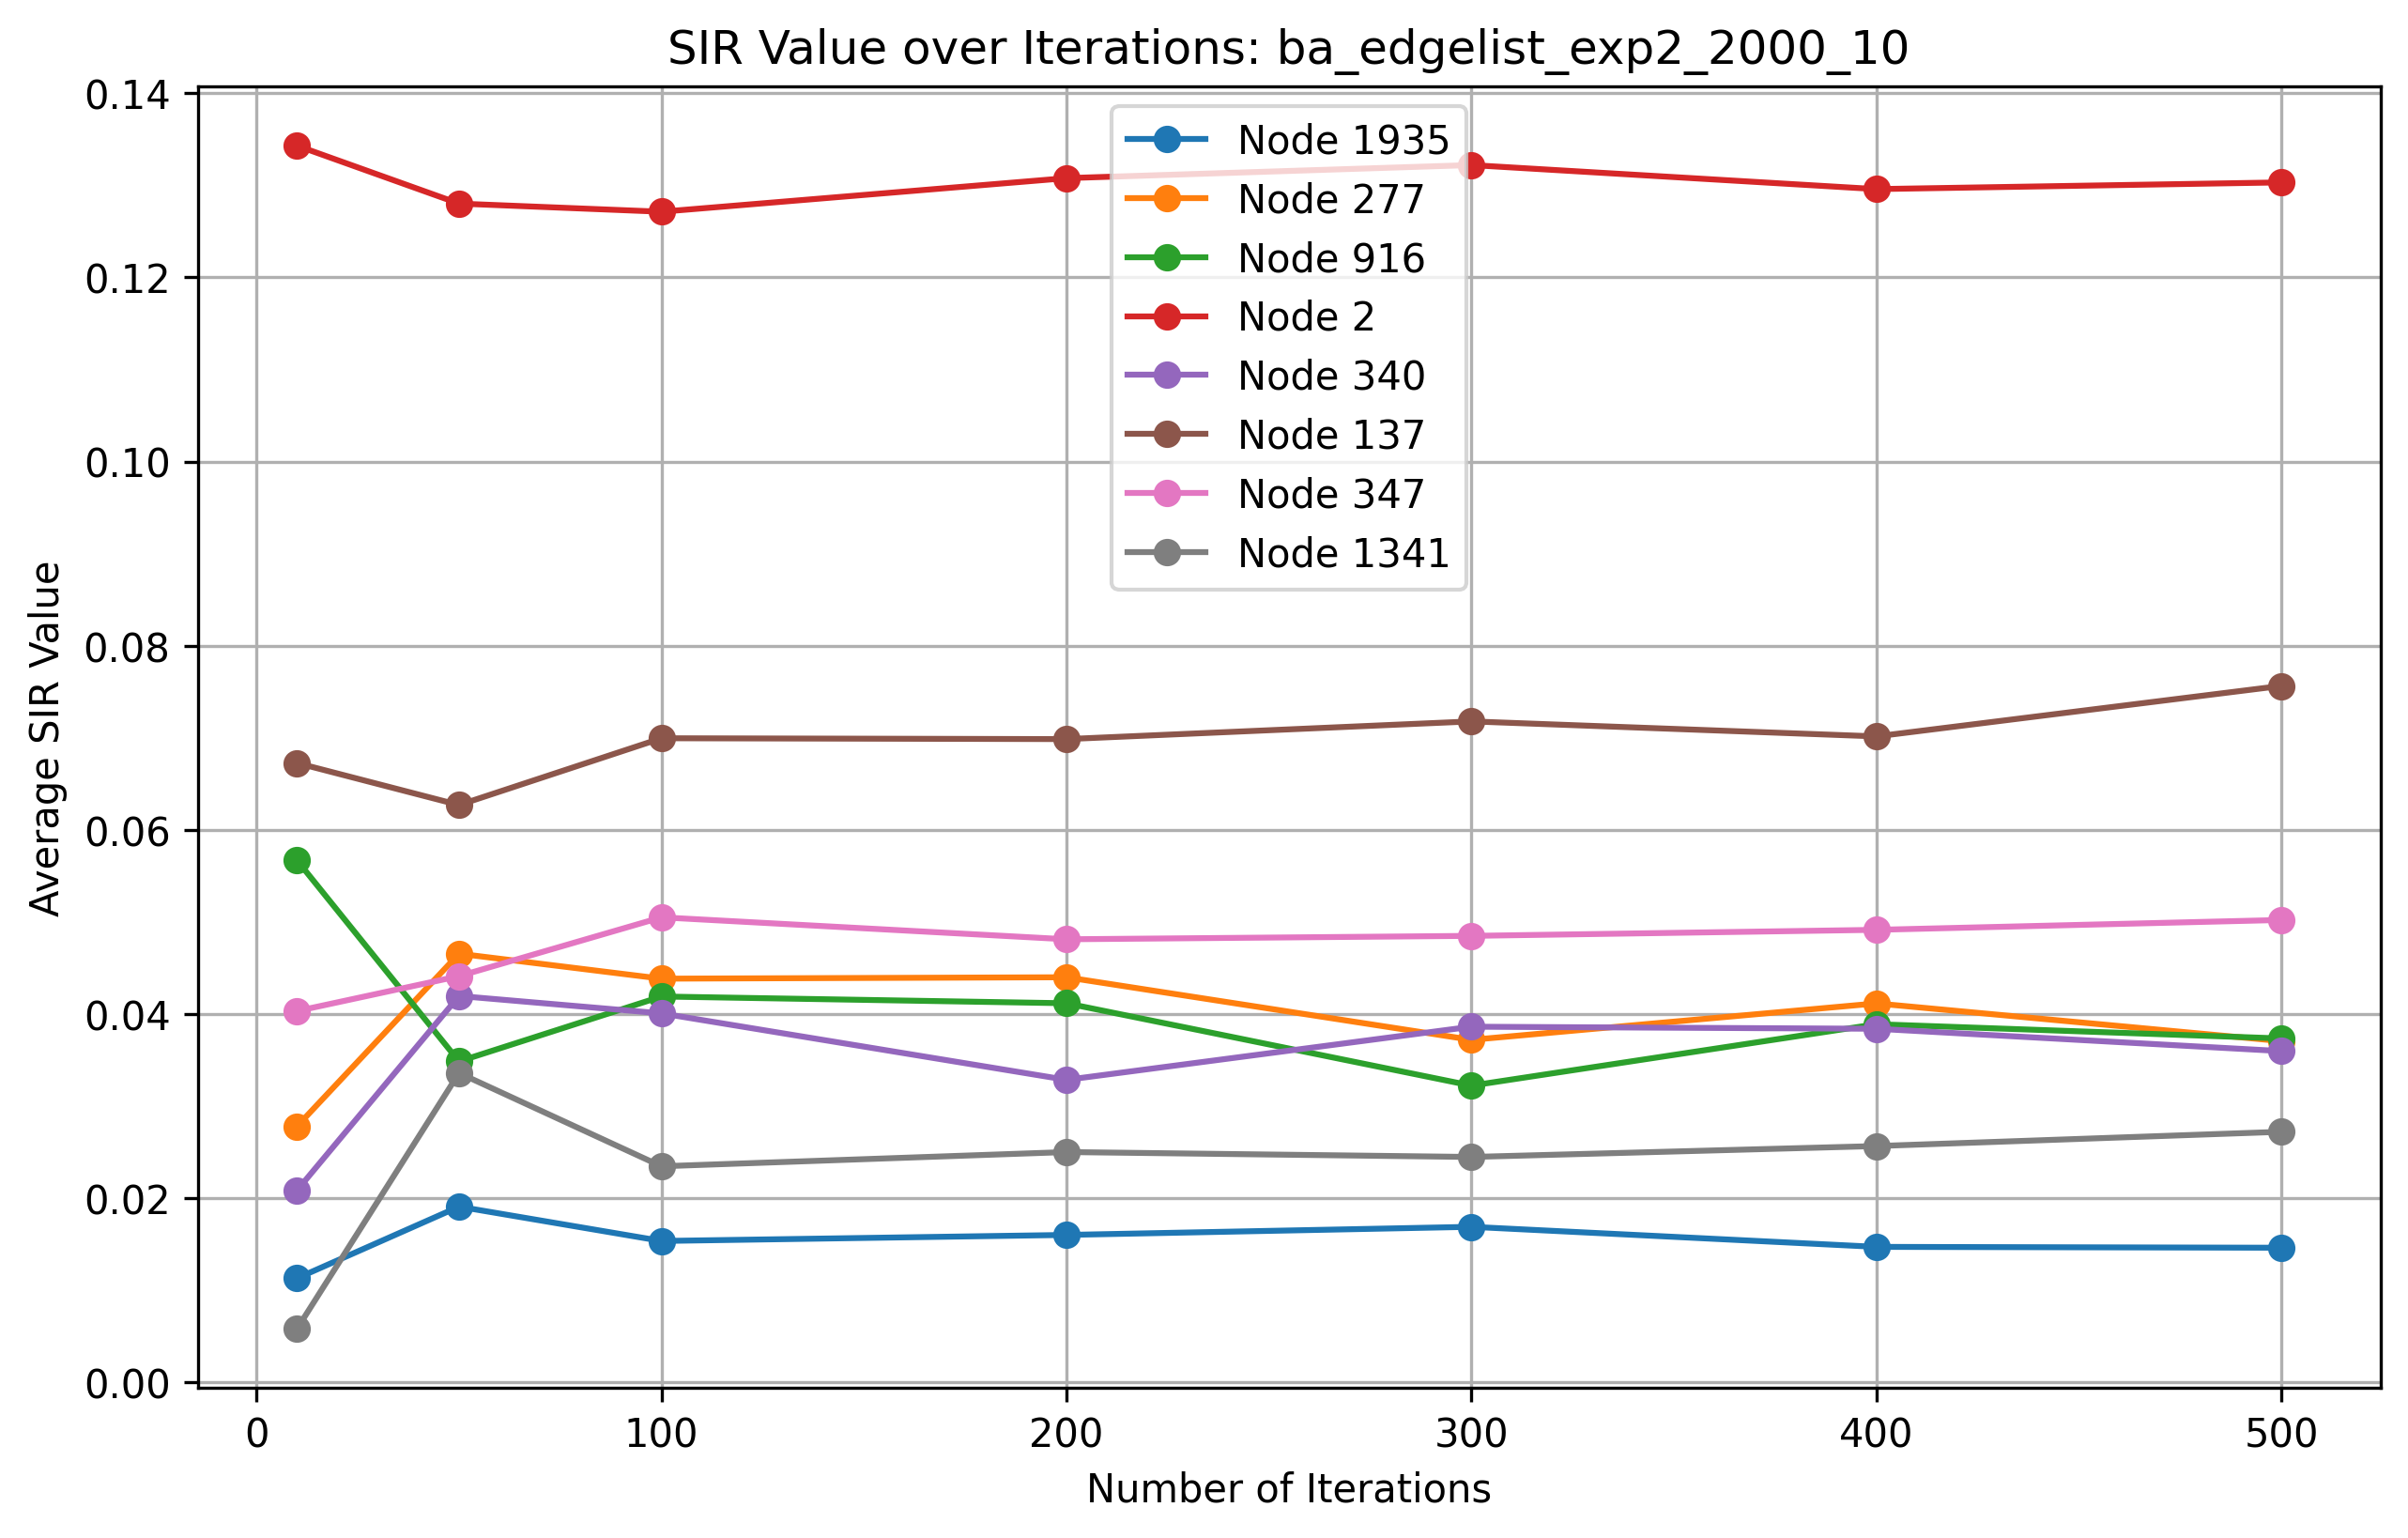 SIR Value over Iterations: ba_edgelist_exp2_2000_10
0.14
0.12
0.10
0.08
0.06
0.04
0.02
0.00
Average SIR Value
Node 1935
Node 277
Node 916
Node 2
Node 340
Node 137
Node 347
Node 1341
0 100 200 300 400 500
Number of Iterations